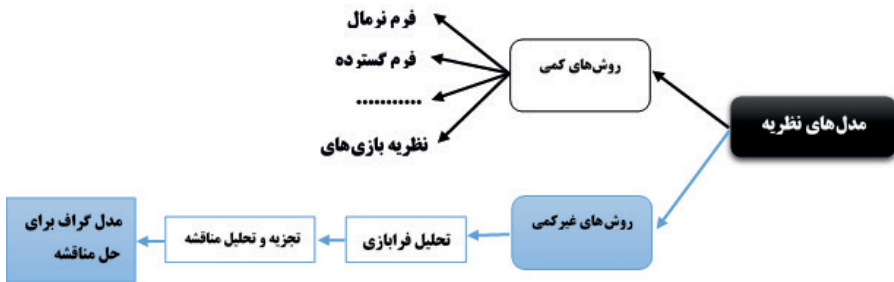 مدل‌های نظریه
روش‌های کمی
فرم نرمال
فرم گسترده
...........
نظریه بازی‌های
روش‌های غیرکمی
تحلیل فرابازی
تجزیه و تحلیل مناقشه
مدل گراف برای
حل مناقشه